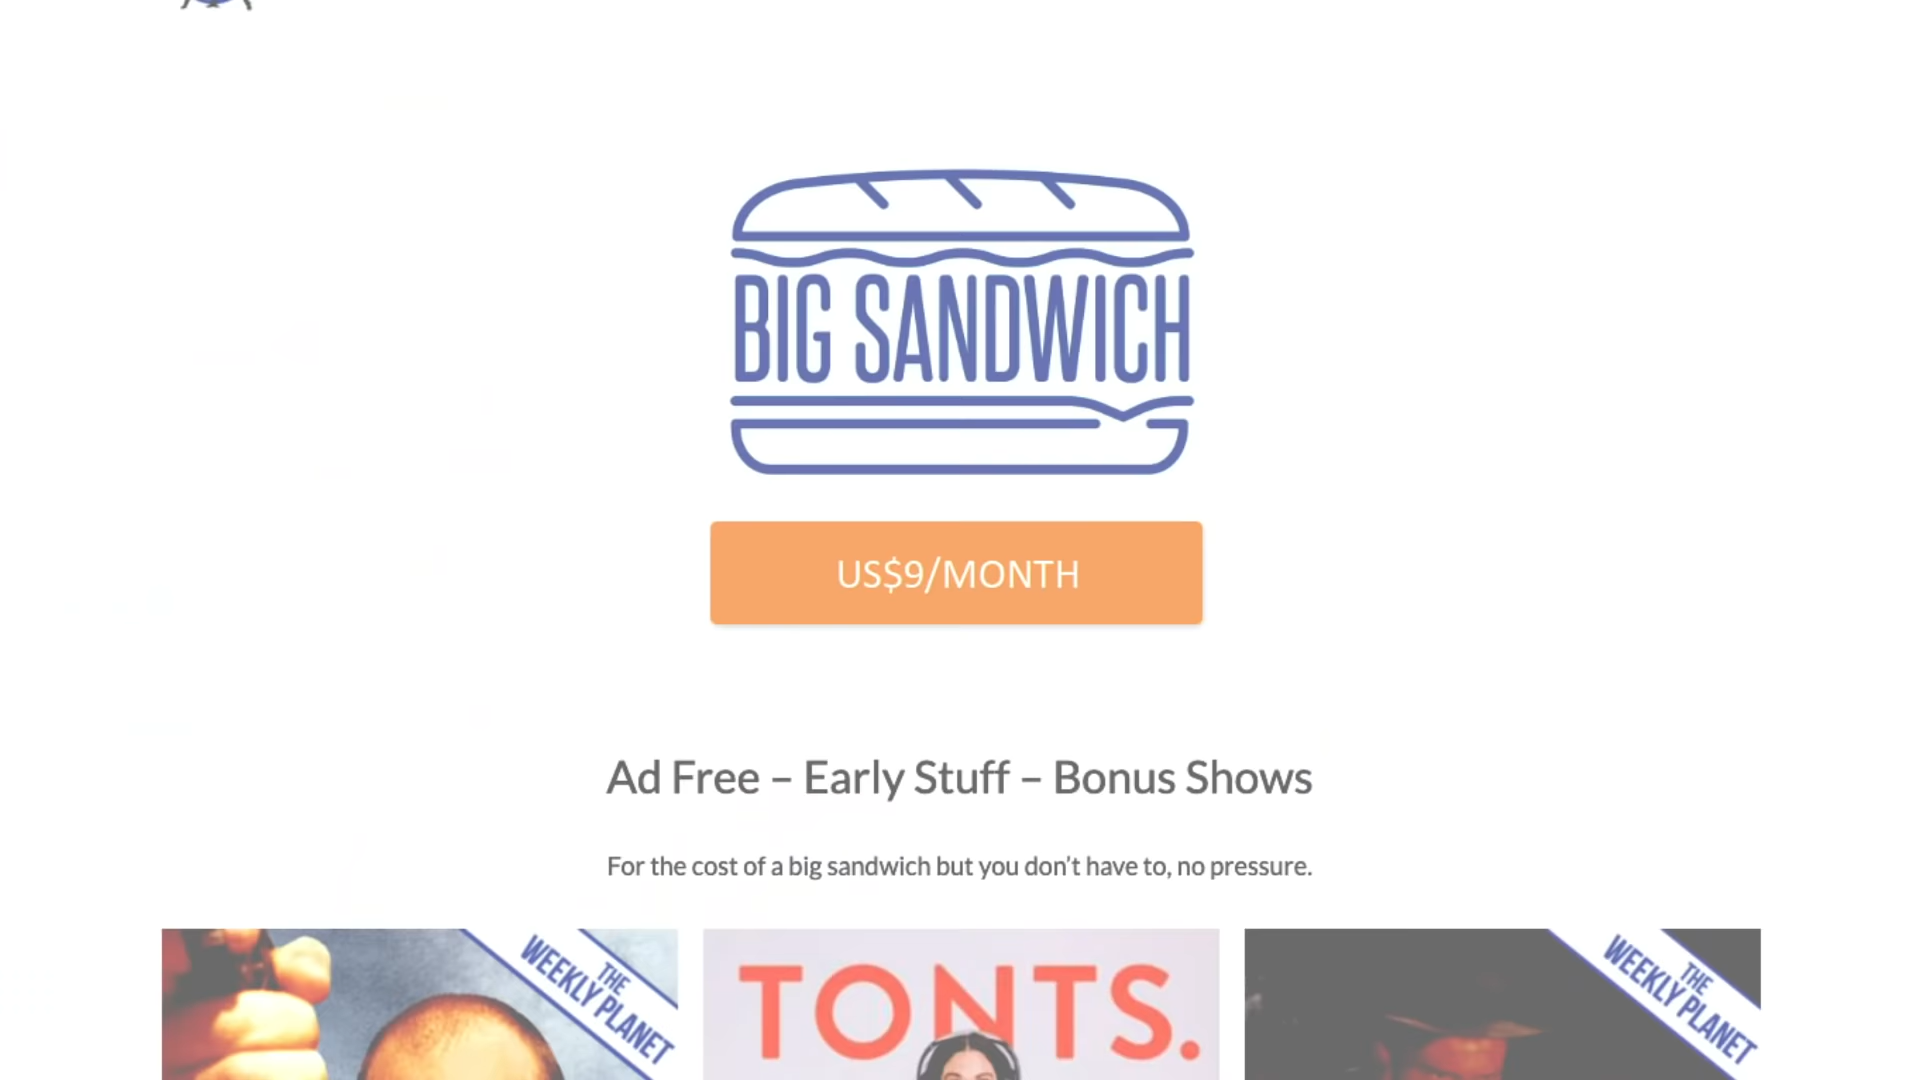 BIG SANDWICH
US$9/MONTH
Ad Free – Early Stuff – Bonus Shows
For the cost of a big sandwich but you don't have to, no pressure.
THE
WEEKLY PLANET
TONTS.
THE
WEEKLY PLANET